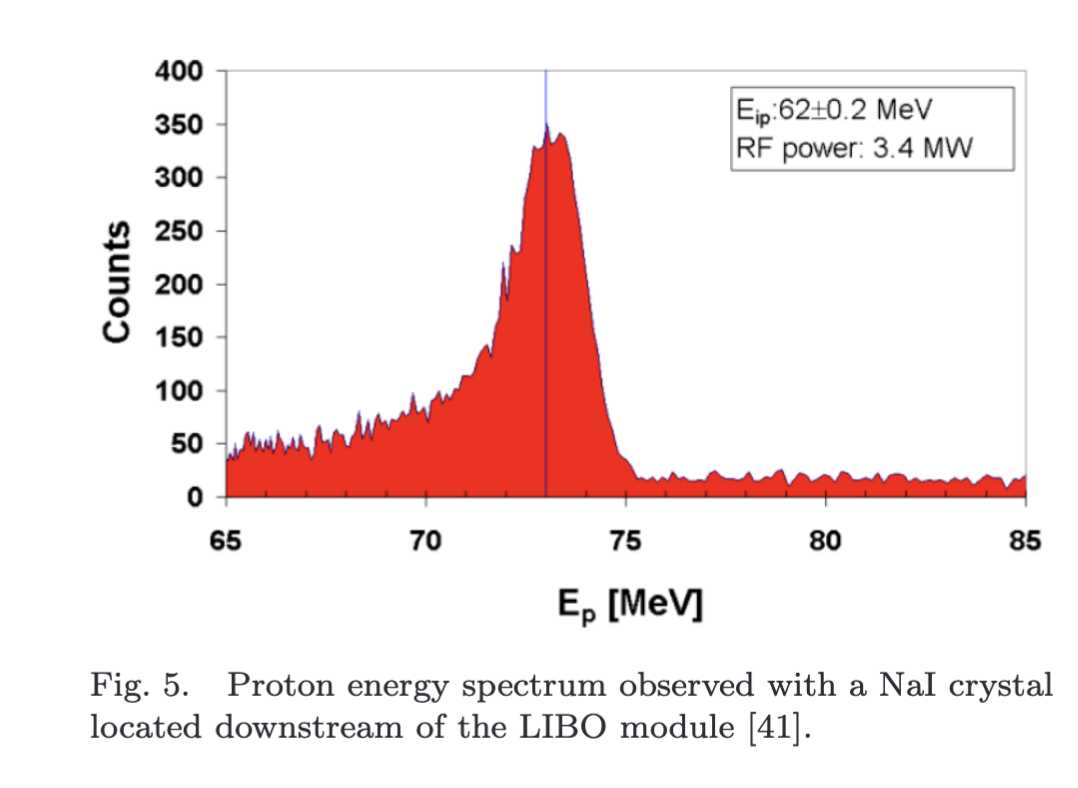 400
350
300
250
200
150
100
50
0
Counts
Eip:62±0.2 MeV
RF power: 3.4 MW
65 70 75 80 85
Ep [MeV]
Fig. 5. Proton energy spectrum observed with a NaI crystal
located downstream of the LIBO module [41].